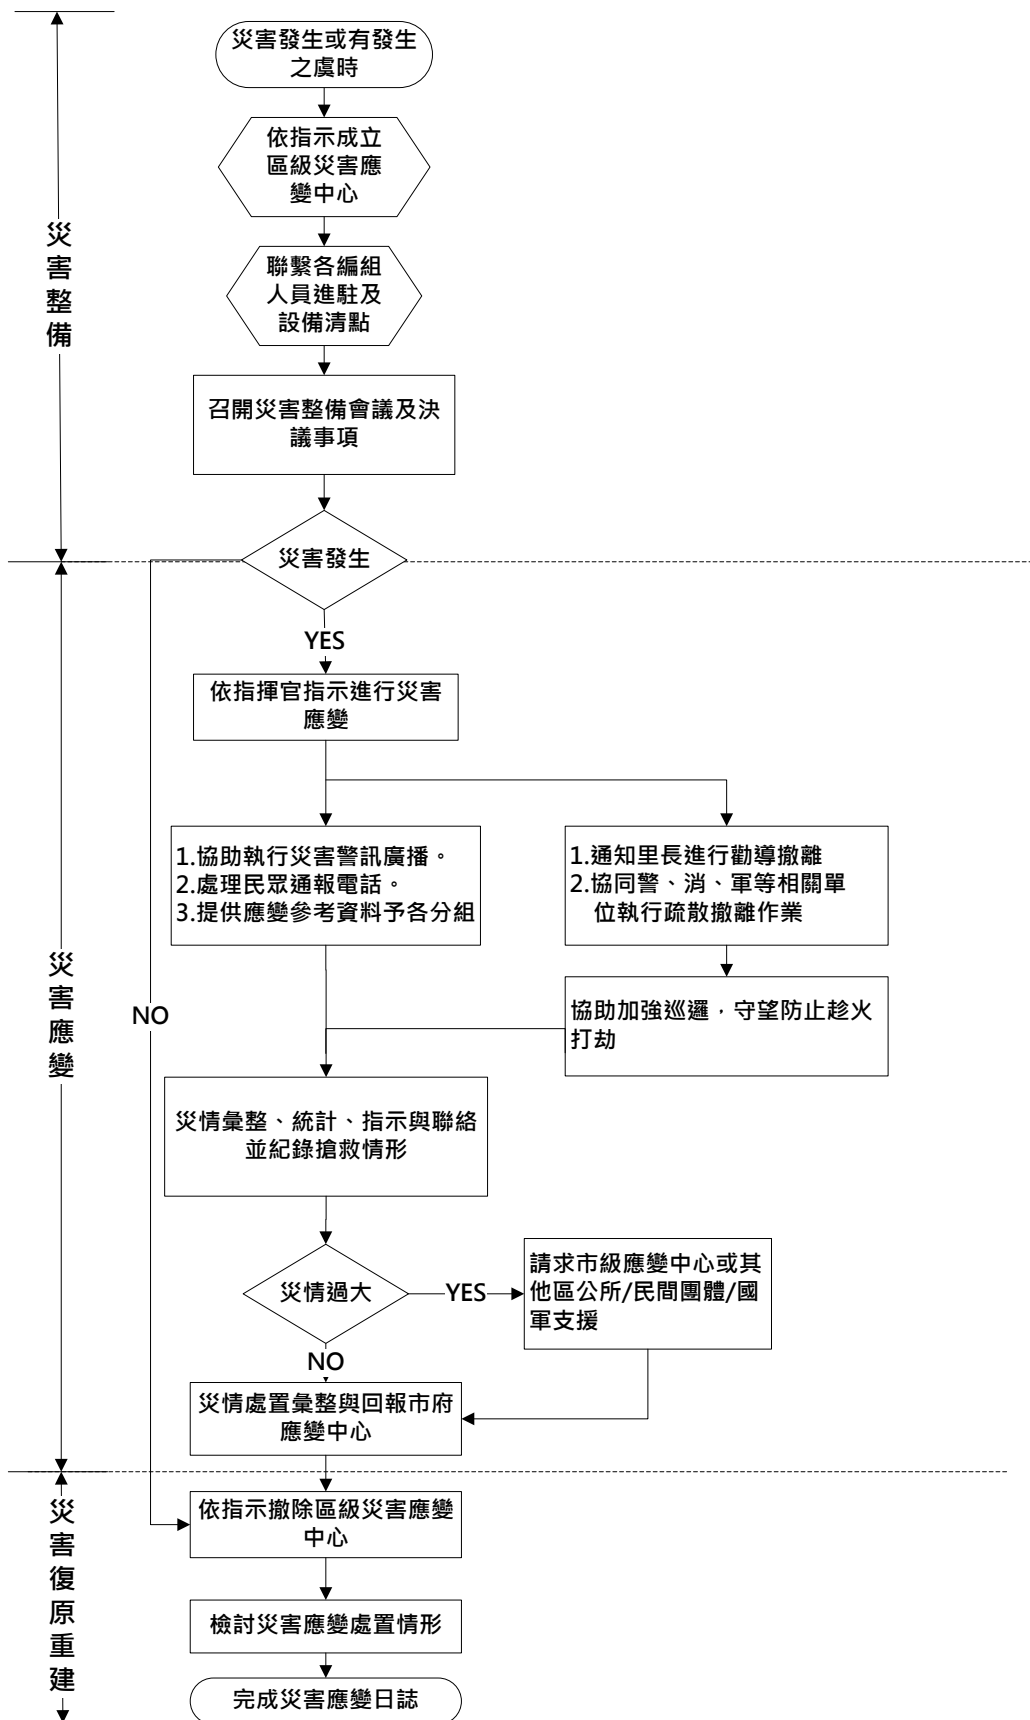 災害發生或有發生
之虞時
依指示成立
區級災害應
變中心
聯繫各編組
人員進駐及
設備清點
災害整備
召開災害整備會議及決
議事項
災害發生
YES
依指揮官指示進行災害
應變
1.協助執行災害警訊廣播。
2.處理民眾通報電話。
3.提供應變參考資料予各分組
1.通知里長進行勸導撤離
2.協同警、消、軍等相關單
位執行疏散撤離作業
災害應變
NO
協助加強巡邏，守望防止趁火
打劫
災情彙整、統計、指示與聯絡
並紀錄搶救情形
災情過大
YES
請求市級應變中心或其
他區公所/民間團體/國
軍支援
NO
災情處置彙整與回報市府
應變中心
災害復原重建
依指示撤除區級災害應變
中心
檢討災害應變處置情形
完成災害應變日誌